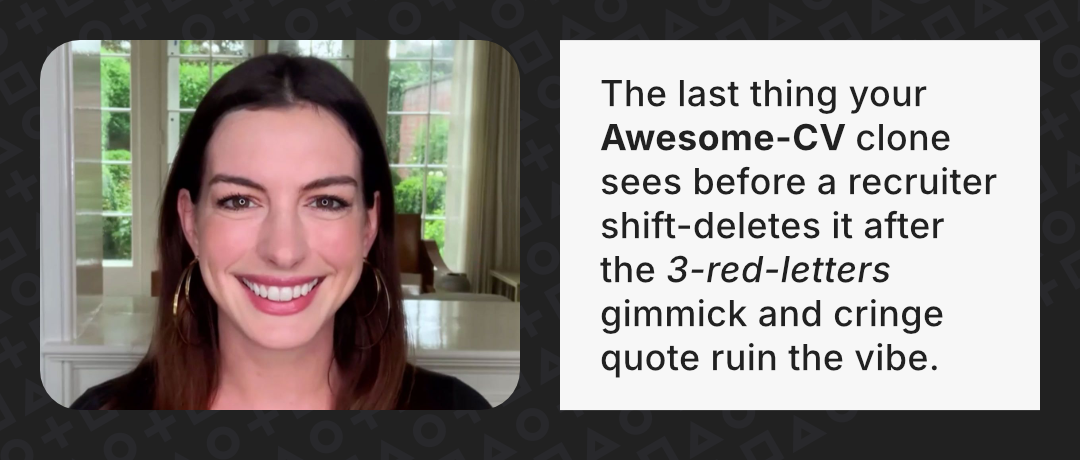 The last thing your
Awesome-CV clone
sees before a recruiter
shift-deletes it after
the 3-red-letters
gimmick and cringe
quote ruin the vibe.